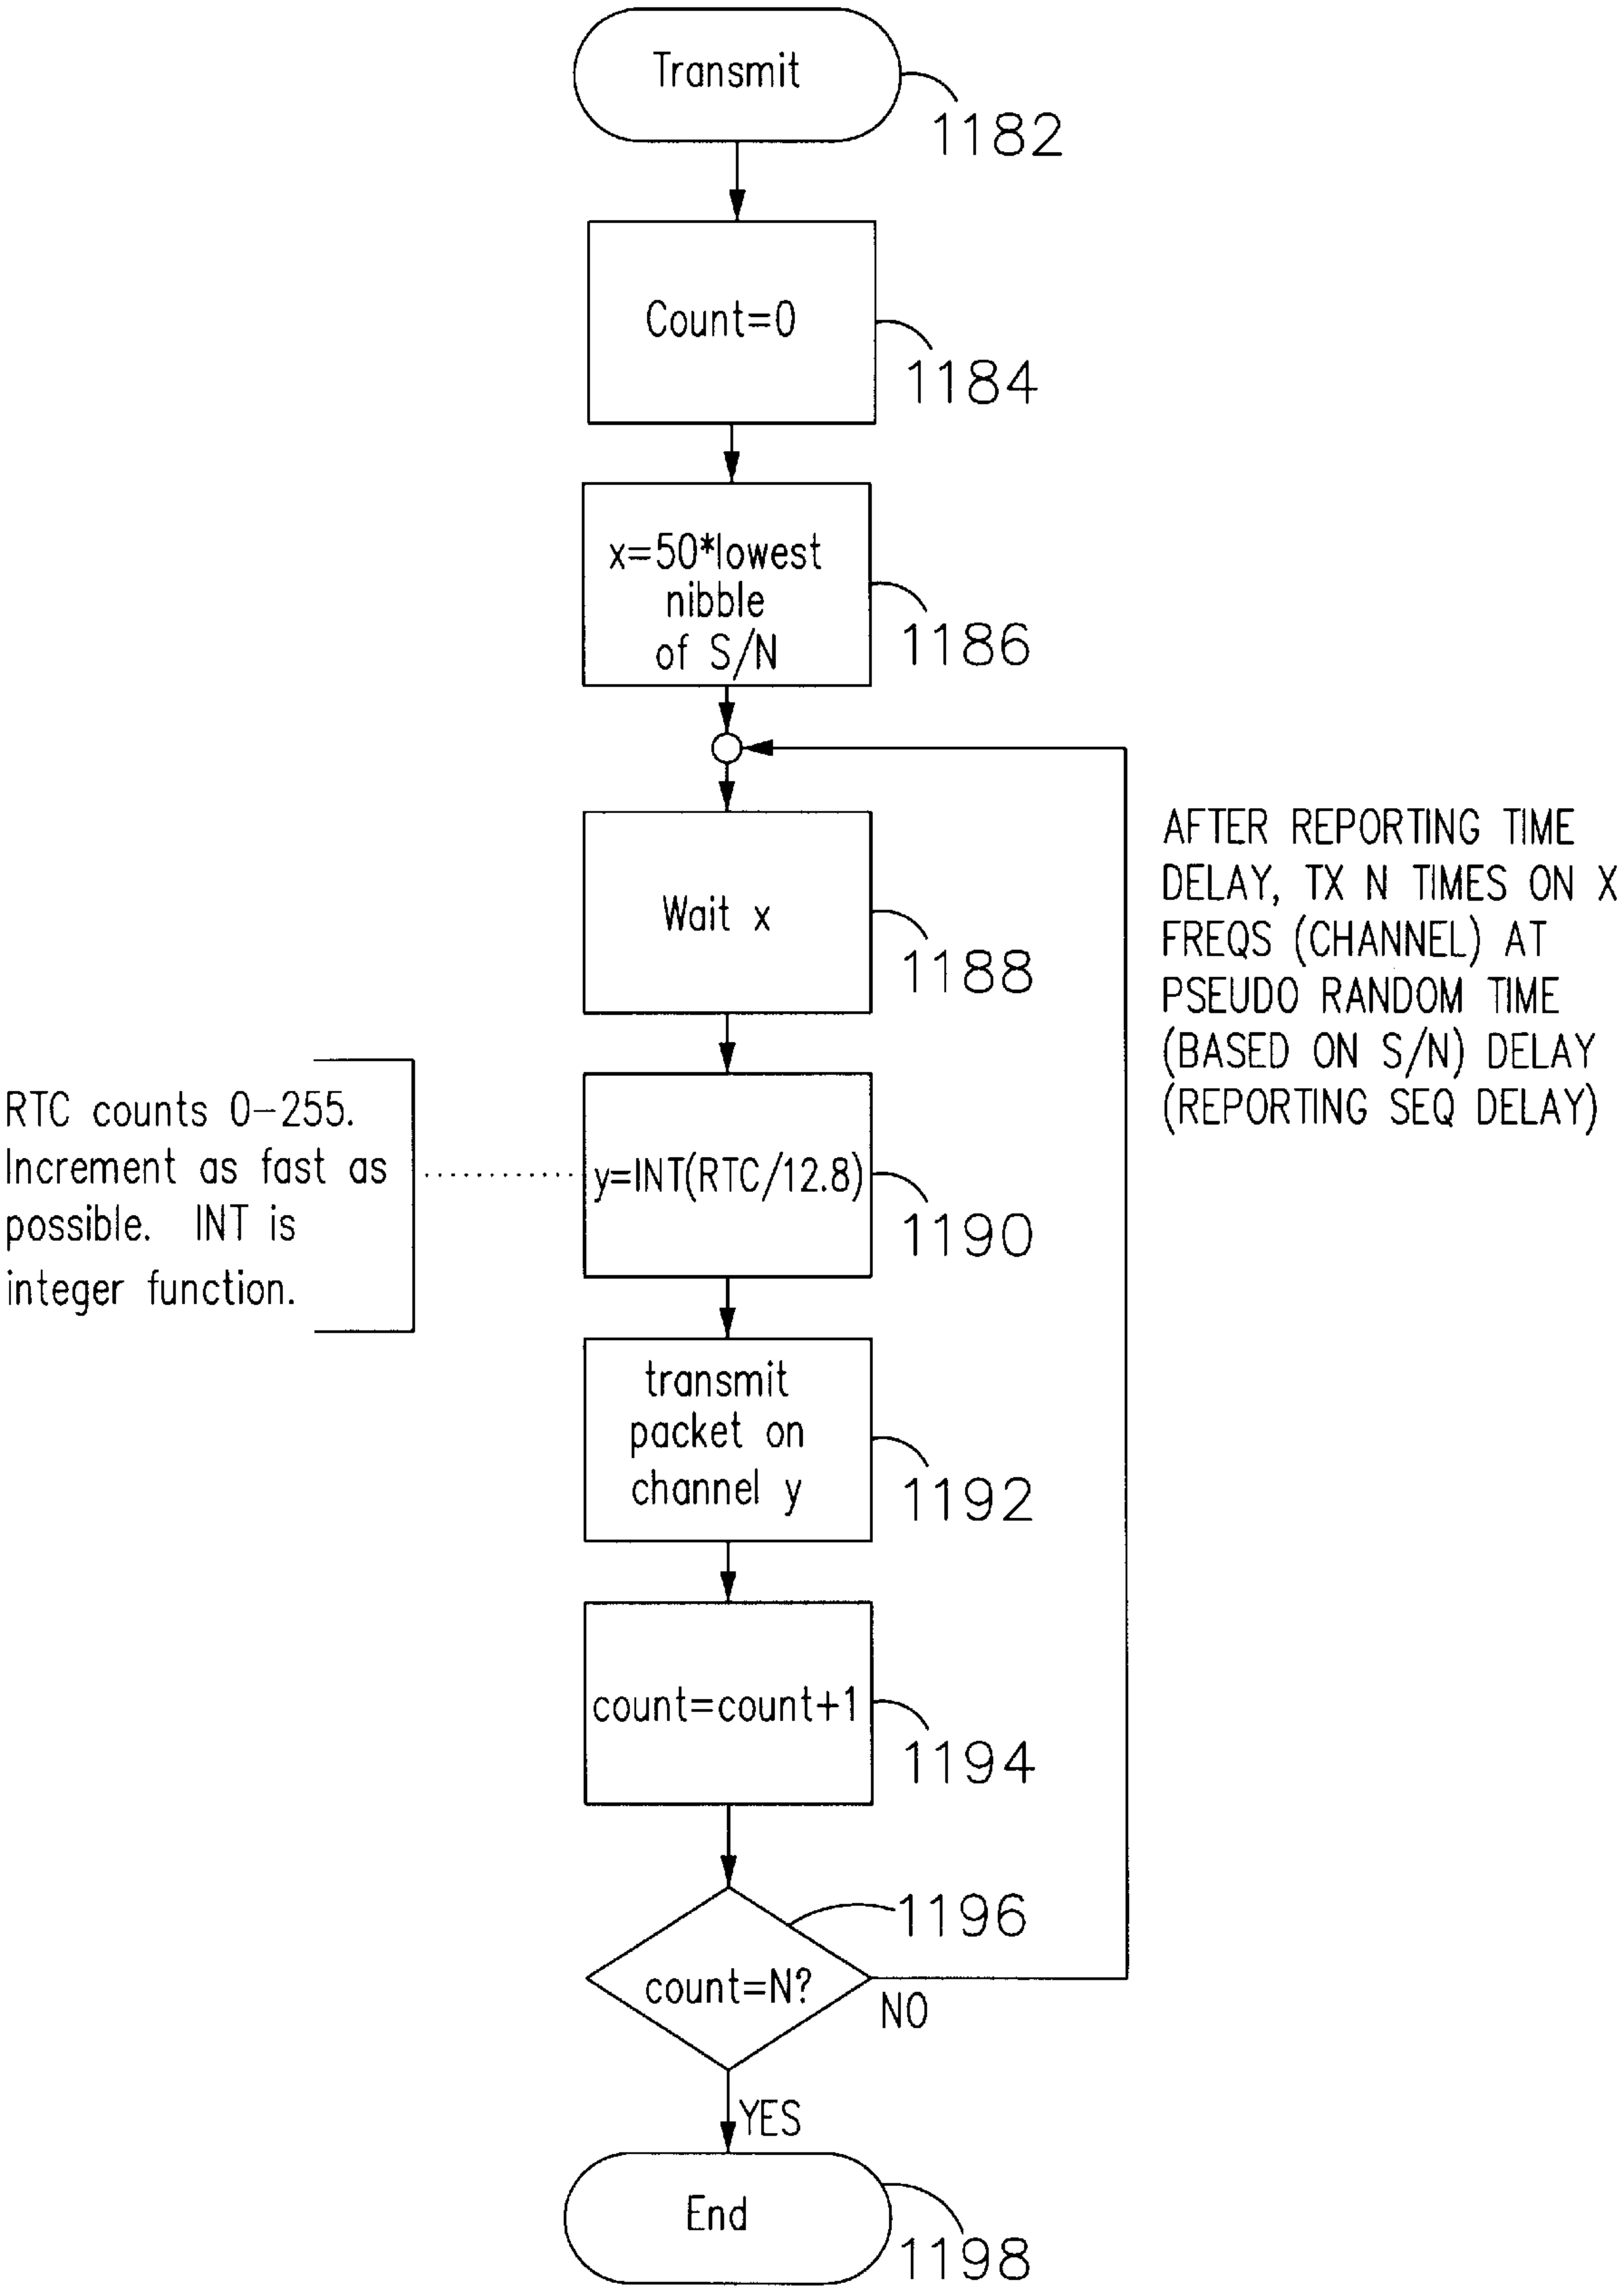 Transmit
1182
Count=0
1184
x=50*lowest
nibble
of S/N
1186
Wait x
1188
AFTER REPORTING TIME
DELAY, TX N TIMES ON X
FREQS (CHANNEL) AT
PSEUDO RANDOM TIME
(BASED ON S/N) DELAY
(REPORTING SEQ DELAY)
RTC counts 0-255.
Increment as fast as
possible. INT is
integer function.
y=INT(RTC/12.8)
1190
transmit
packet on
channel y
1192
count=count+1
1194
1196
count=N?
NO
YES
End
1198